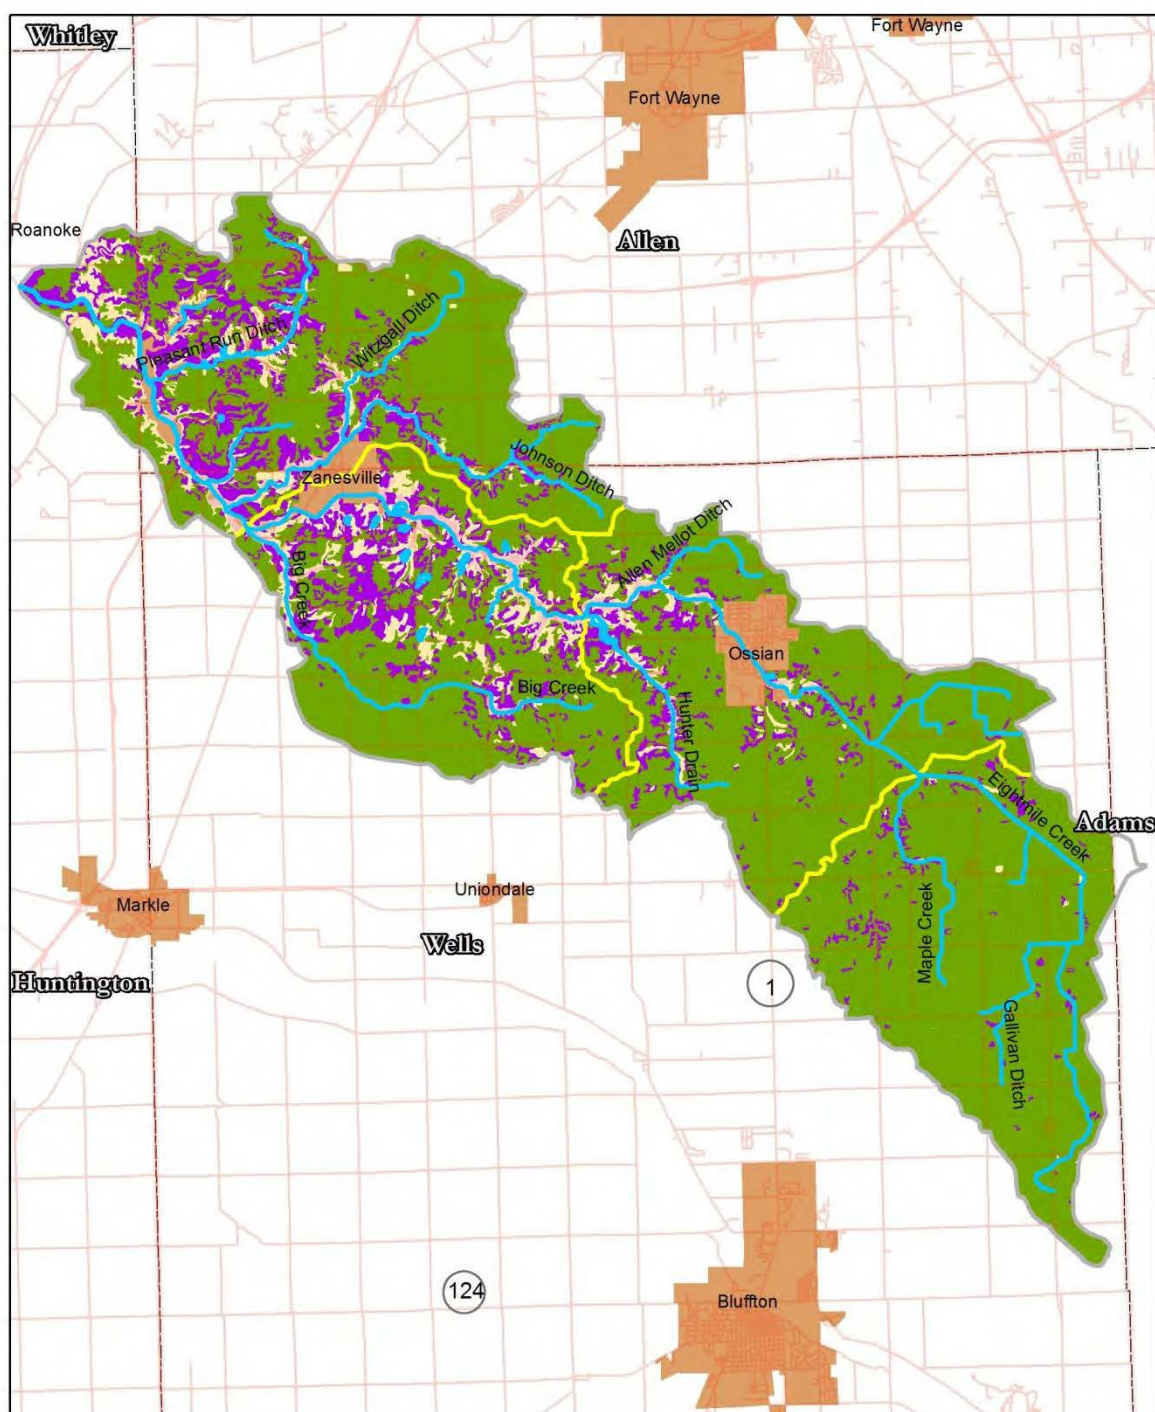 Whitley
Fort Wayne
Fort Wayne
Roanoke
Allen
Pleasant Run Ditch
Witzgall Ditch
Johnson Ditch
Zanesville
Allen Mellot Ditch
Big Creek
Ossian
Big Creek
Hunter Drain
Eightmile Creek
Adams
Uniondale
Markle
Maple Creek
Wells
Huntington
1
Gallivan Ditch
124
Bluffton